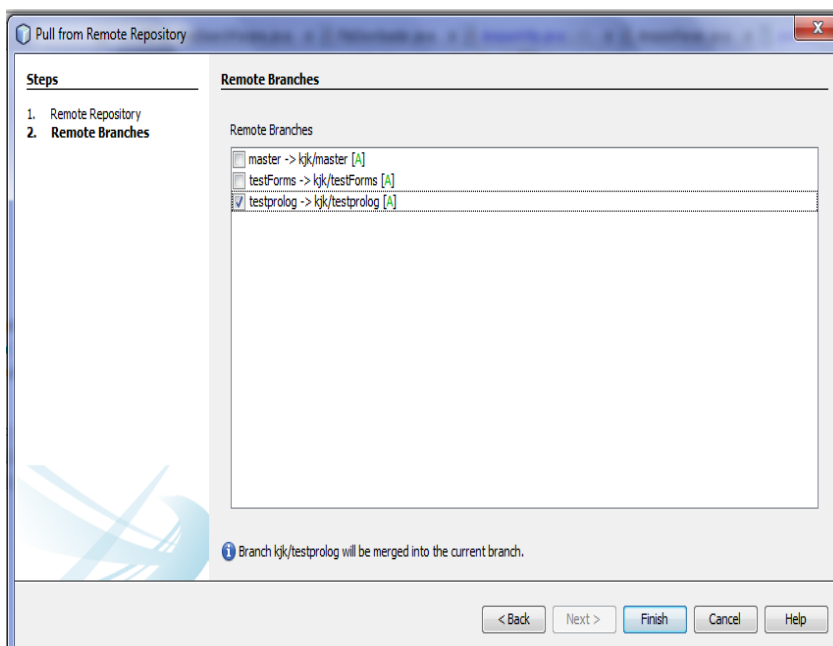 Pull from Remote Repository
Steps
1. Remote Repository
2. Remote Branches
Remote Branches
Remote Branches
master -> kjk/master [A]
testForms -> kjk/testForms [A]
testprolog -> kjk/testprolog [A]
Branch kjk/testprolog will be merged into the current branch.
< Back Next > Finish Cancel Help